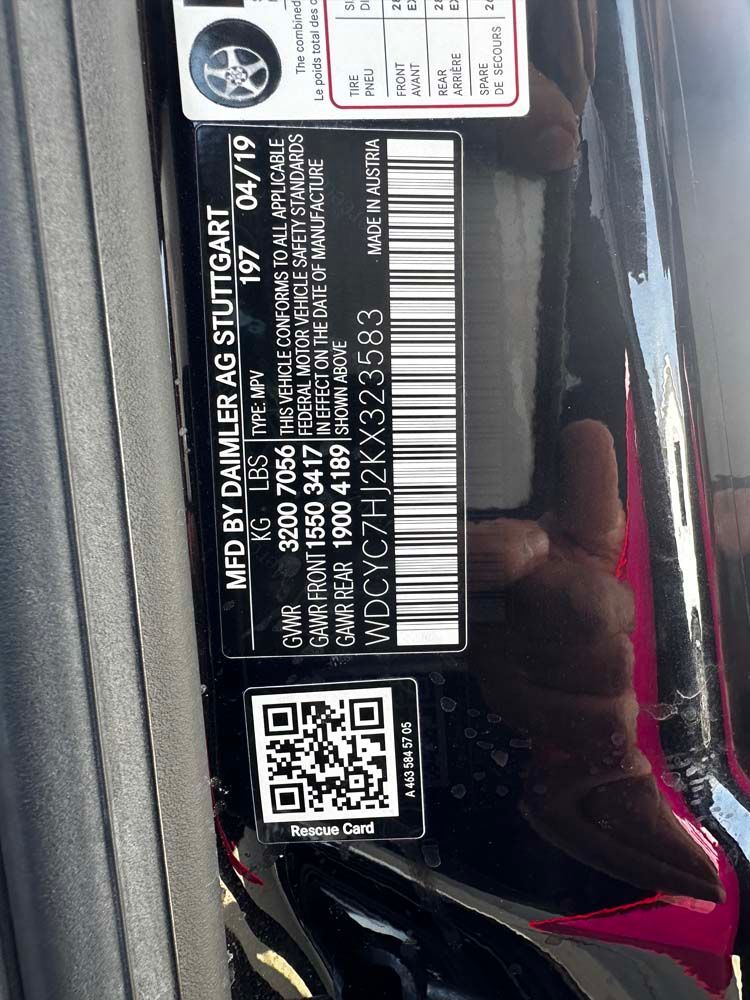 The combined
Le poids total des
TIRE
PNEU
FRONT
AVANT
REAR
ARRIÈRE
SPARE
DE SECOURS
MFD BY DAIMLER AG STUTTGART
KG LBS TYPE: MPV 197 04/19
GVWR 3200 7056
GAWR FRONT 1550 3417
GAWR REAR 1900 4189
THIS VEHICLE CONFORMS TO ALL APPLICABLE
FEDERAL MOTOR VEHICLE SAFETY STANDARDS
IN EFFECT ON THE DATE OF MANUFACTURE
SHOWN ABOVE
MADE IN AUSTRIA
WDCYC7HJ2KX323583
A 463 584 57 05
Rescue Card